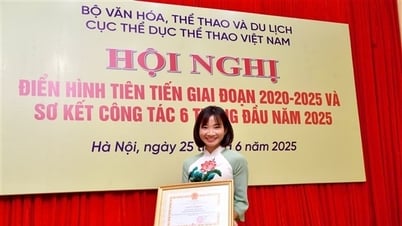 BỘ VĂN HÓA, THỂ THAO VÀ DU LỊCH
CỤC THỂ DỤC THỂ THAO VIỆT NAM
HỘI NGHỊ
ĐIỂN HÌNH TIÊN TIẾN GIAI ĐOẠN 2020-2025 VÀ
SƠ KẾT CÔNG TÁC 6 T NG ĐẦU NĂM 2025
Hà Nội, ngày 25 6 năm 2025